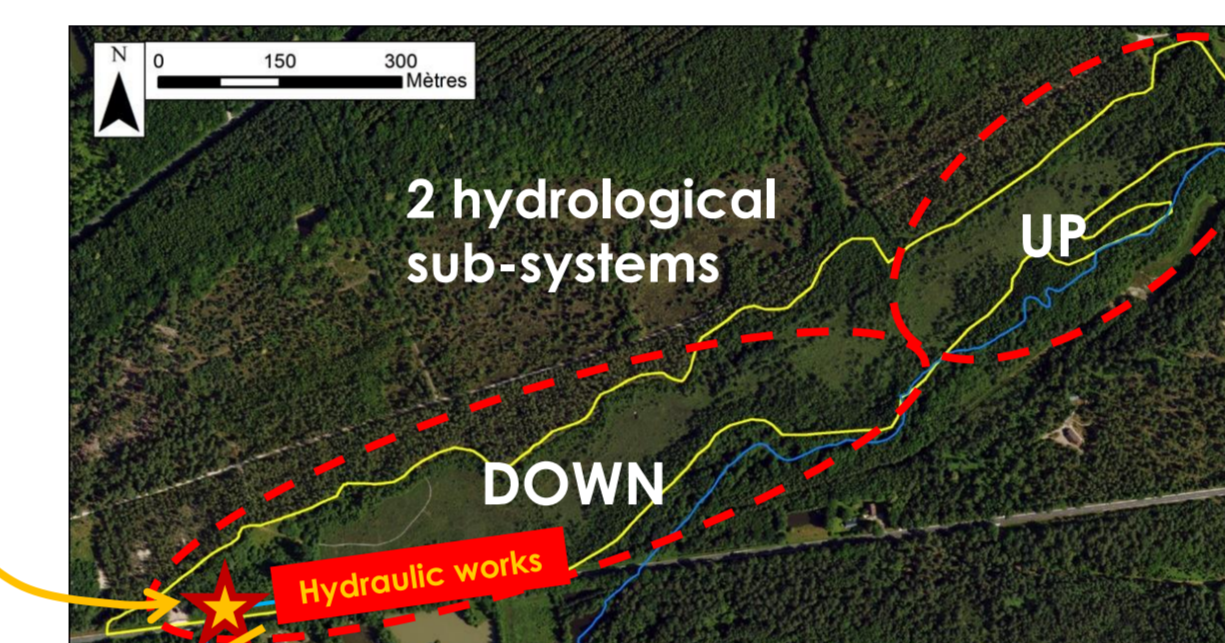 N
0 150 300
Mètres
2 hydrological
sub-systems
UP
DOWN
Hydraulic works